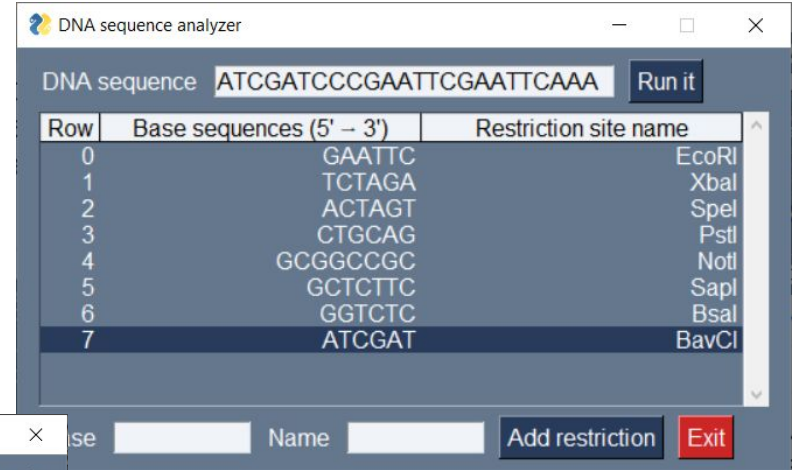 DNA sequence analyzer
DNA sequence ATCGATCCCGAATTCGAATTCAAA Run it
Row Base sequences (5' → 3') Restriction site name
0 GAATTC EcoRI
1 TCTAGA XbaI
2 ACTAGT SpeI
3 CTGCAG PstI
4 GCGGCCGC NotI
5 GCTCTTC SapI
6 GGTCTC BsaI
7 ATCGAT BavCI
se Name Add restriction Exit